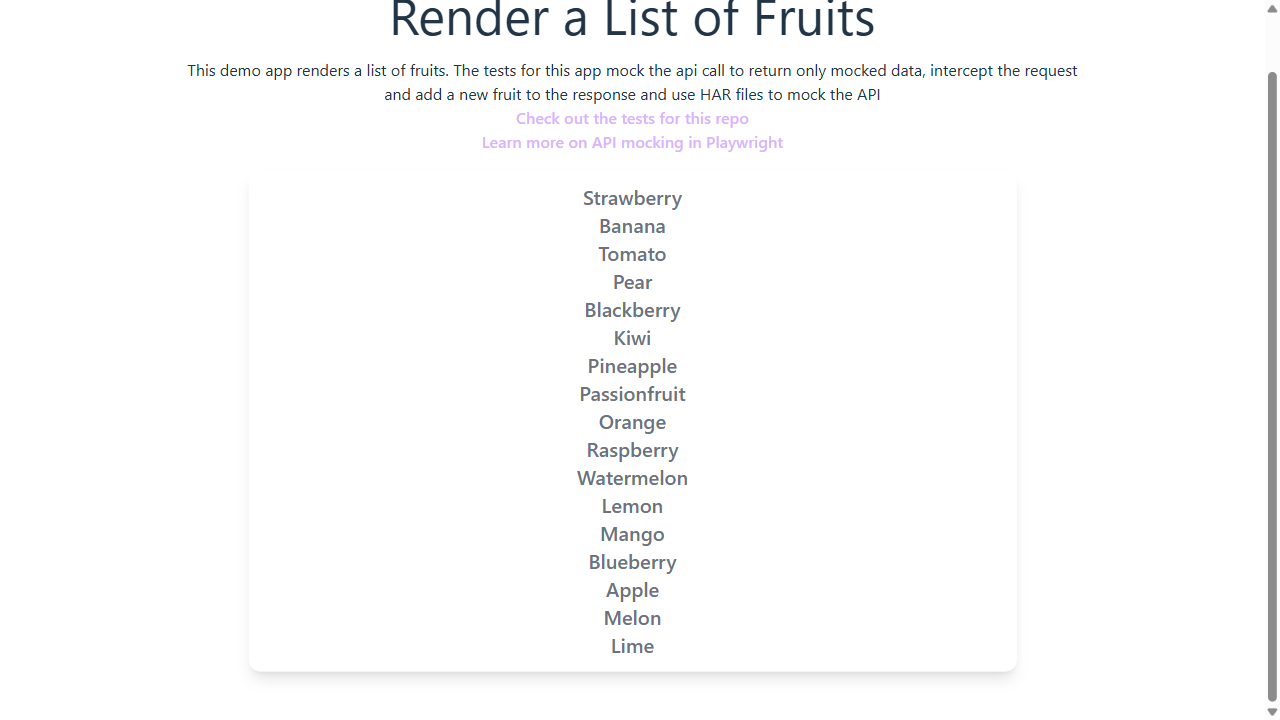 Render a List of Fruits
This demo app renders a list of fruits. The tests for this app mock the api call to return only mocked data, intercept the request
and add a new fruit to the response and use HAR files to mock the API
Check out the tests for this repo
Learn more on API mocking in Playwright
Strawberry
Banana
Tomato
Pear
Blackberry
Kiwi
Pineapple
Passionfruit
Orange
Raspberry
Watermelon
Lemon
Mango
Blueberry
Apple
Melon
Lime